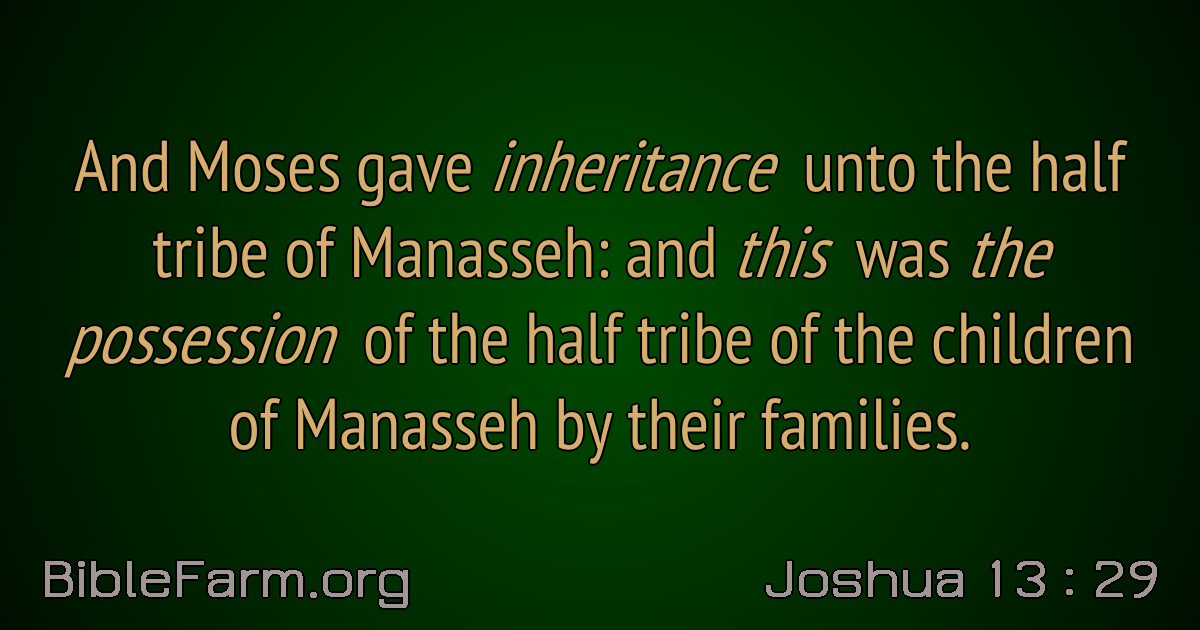 And Moses gave inheritance unto the half
tribe of Manasseh: and this was the
possession of the half tribe of the children
of Manasseh by their families.
BibleFarm.org
Joshua 13 : 29